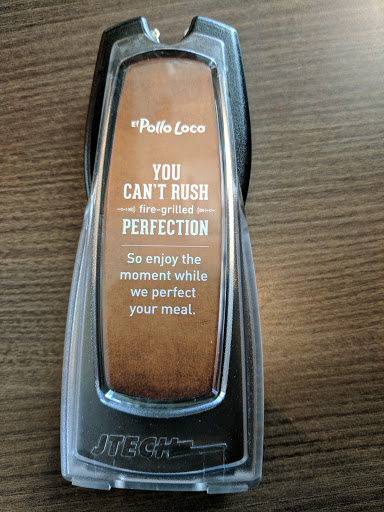 El Pollo Loco
YOU
CAN'T RUSH
fire-grilled
PERFECTION
So enjoy the
moment while
we perfect
your meal.
JTECH